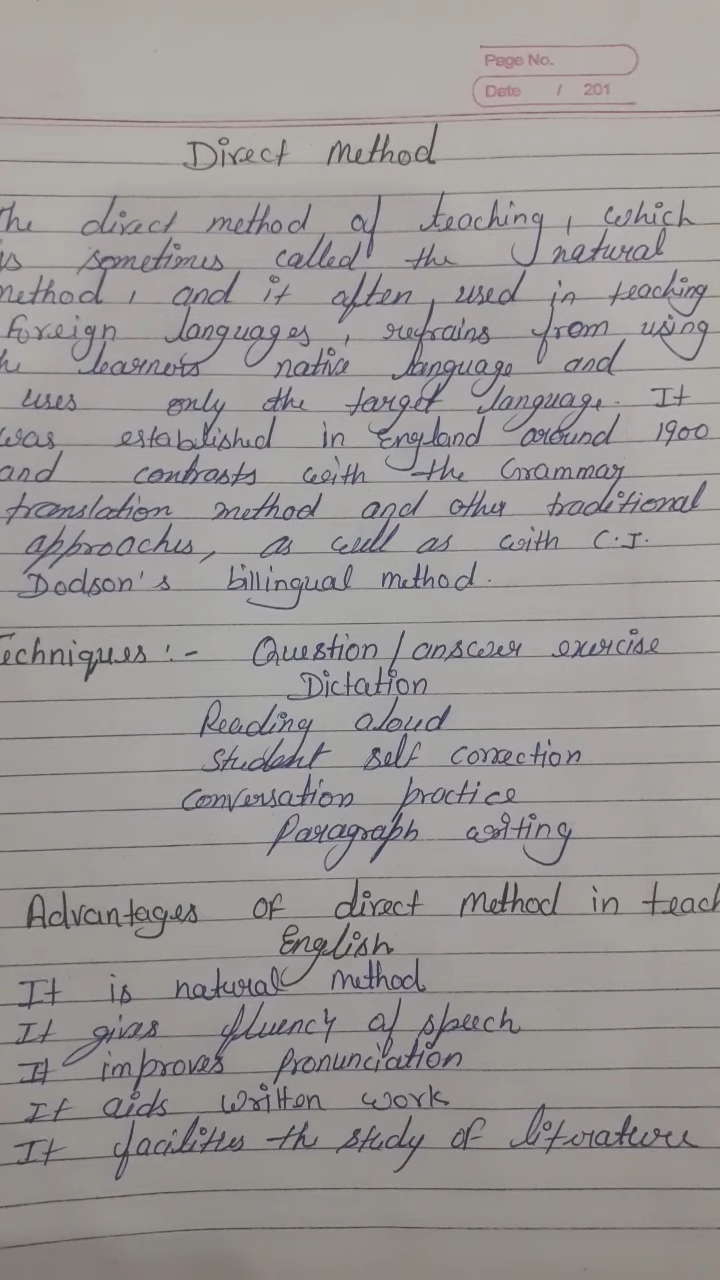 Page No.
Date / 201
Direct Method
The direct method of teaching, which
is sometimes called the natural
method, and it often used in teaching
foreign languages, refrains from using
he learners native language and
uses only the target language. It
was estabilished in England around 1900
and contrasts with the Grammar
translation method and other traditional
approaches, as well as with C.J.
Dodson's billingual method.
Techniques :- Question / answer exercise
Dictation
Reading aloud
Student self correction
Conversation practice
Paragraph writing
Advantages of direct method in teach
English
It is natural method
It gives fluency of speech
It improves pronunciation
It aids written work
It facilities th study of literature